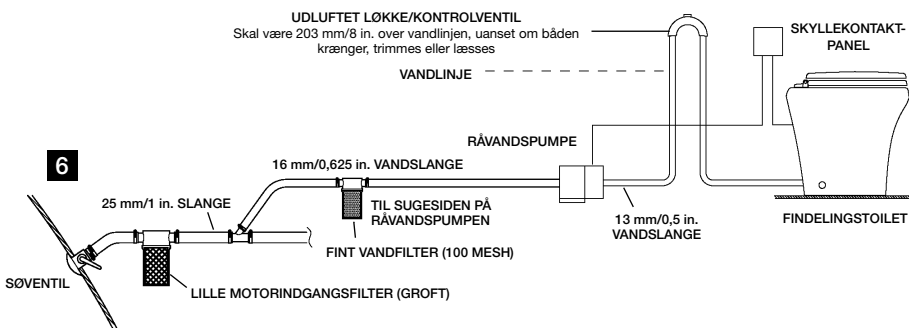 UDLUFTET LØKKE/KONTROLVENTIL
Skal være 203 mm/8 in. over vandlinjen, uanset om båden
krænger, trimmes eller læsses
SKYLLEKONTAKT-
PANEL
VANDLINJE
RÅVANDSPUMPE
6
16 mm/0,625 in. VANDSLANGE
25 mm/1 in. SLANGE
TIL SUGESIDEN PÅ
RÅVANDSPUMPEN
13 mm/0,5 in.
VANDSLANGE
FINDELINGSTOILET
FINT VANDFILTER (100 MESH)
SØVENTIL
LILLE MOTORINDGANGSFILTER (GROFT)